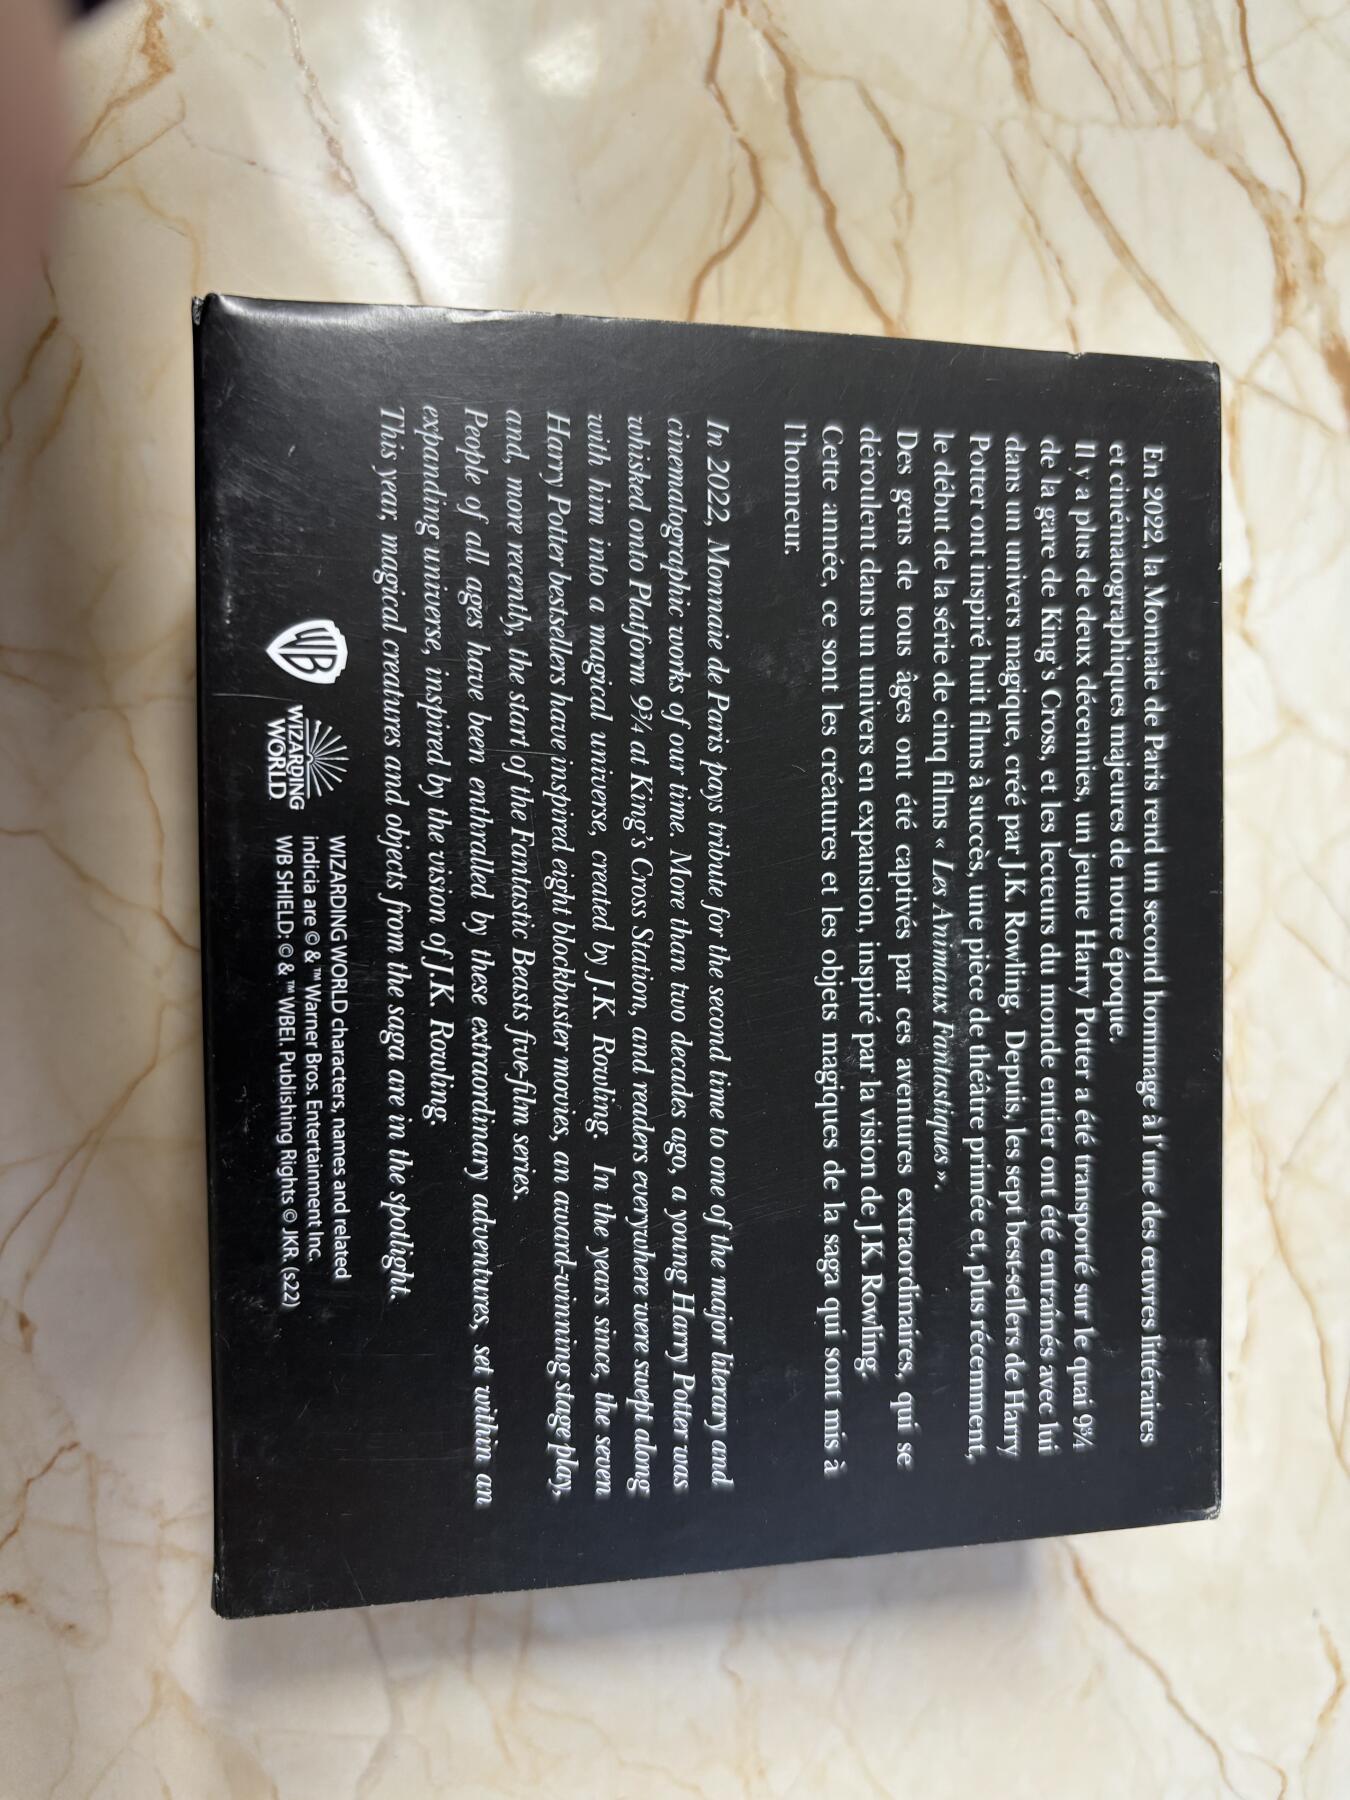 En 2022, la Monnaie de Paris rend un second hommage à l'une des œuvres littéraires
et cinématographiques majeures de notre époque.
Il y a plus de deux décennies, un jeune Harry Potter a été transporté sur le quai 9¾
de la gare de King's Cross, et les lecteurs du monde entier ont été entraînés avec lui
dans un univers magique, créé par J.K. Rowling. Depuis, les sept best-sellers de Harry
Potter ont inspiré huit films à succès, une pièce de théâtre primée et, plus récemment,
le début de la série de cinq films « Les Animaux Fantastiques ».
Des gens de tous âges ont été captivés par ces aventures extraordinaires, qui se
déroulent dans un univers en expansion, inspiré par la vision de J.K. Rowling.
Cette année, ce sont les créatures et les objets magiques de la saga qui sont mis à
l'honneur.
In 2022, Monnaie de Paris pays tribute for the second time to one of the major literary and
cinematographic works of our time. More than two decades ago, a young Harry Potter was
whisked onto Platform 9¾ at King's Cross Station, and readers everywhere were swept along
with him into a magical universe, created by J.K. Rowling. In the years since, the seven
Harry Potter bestsellers have inspired eight blockbuster movies, an award-winning stage play,
and, more recently, the start of the Fantastic Beasts five-film series.
People of all ages have been enthralled by these extraordinary adventures, set within an
expanding universe, inspired by the vision of J.K. Rowling.
This year, magical creatures and objects from the saga are in the spotlight.
WB
WIZARDING
WORLD
WIZARDING WORLD characters, names and related
indicia are © & ™ Warner Bros. Entertainment Inc.
WB SHIELD: © & ™ WBEI. Publishing Rights © JKR. (s22)